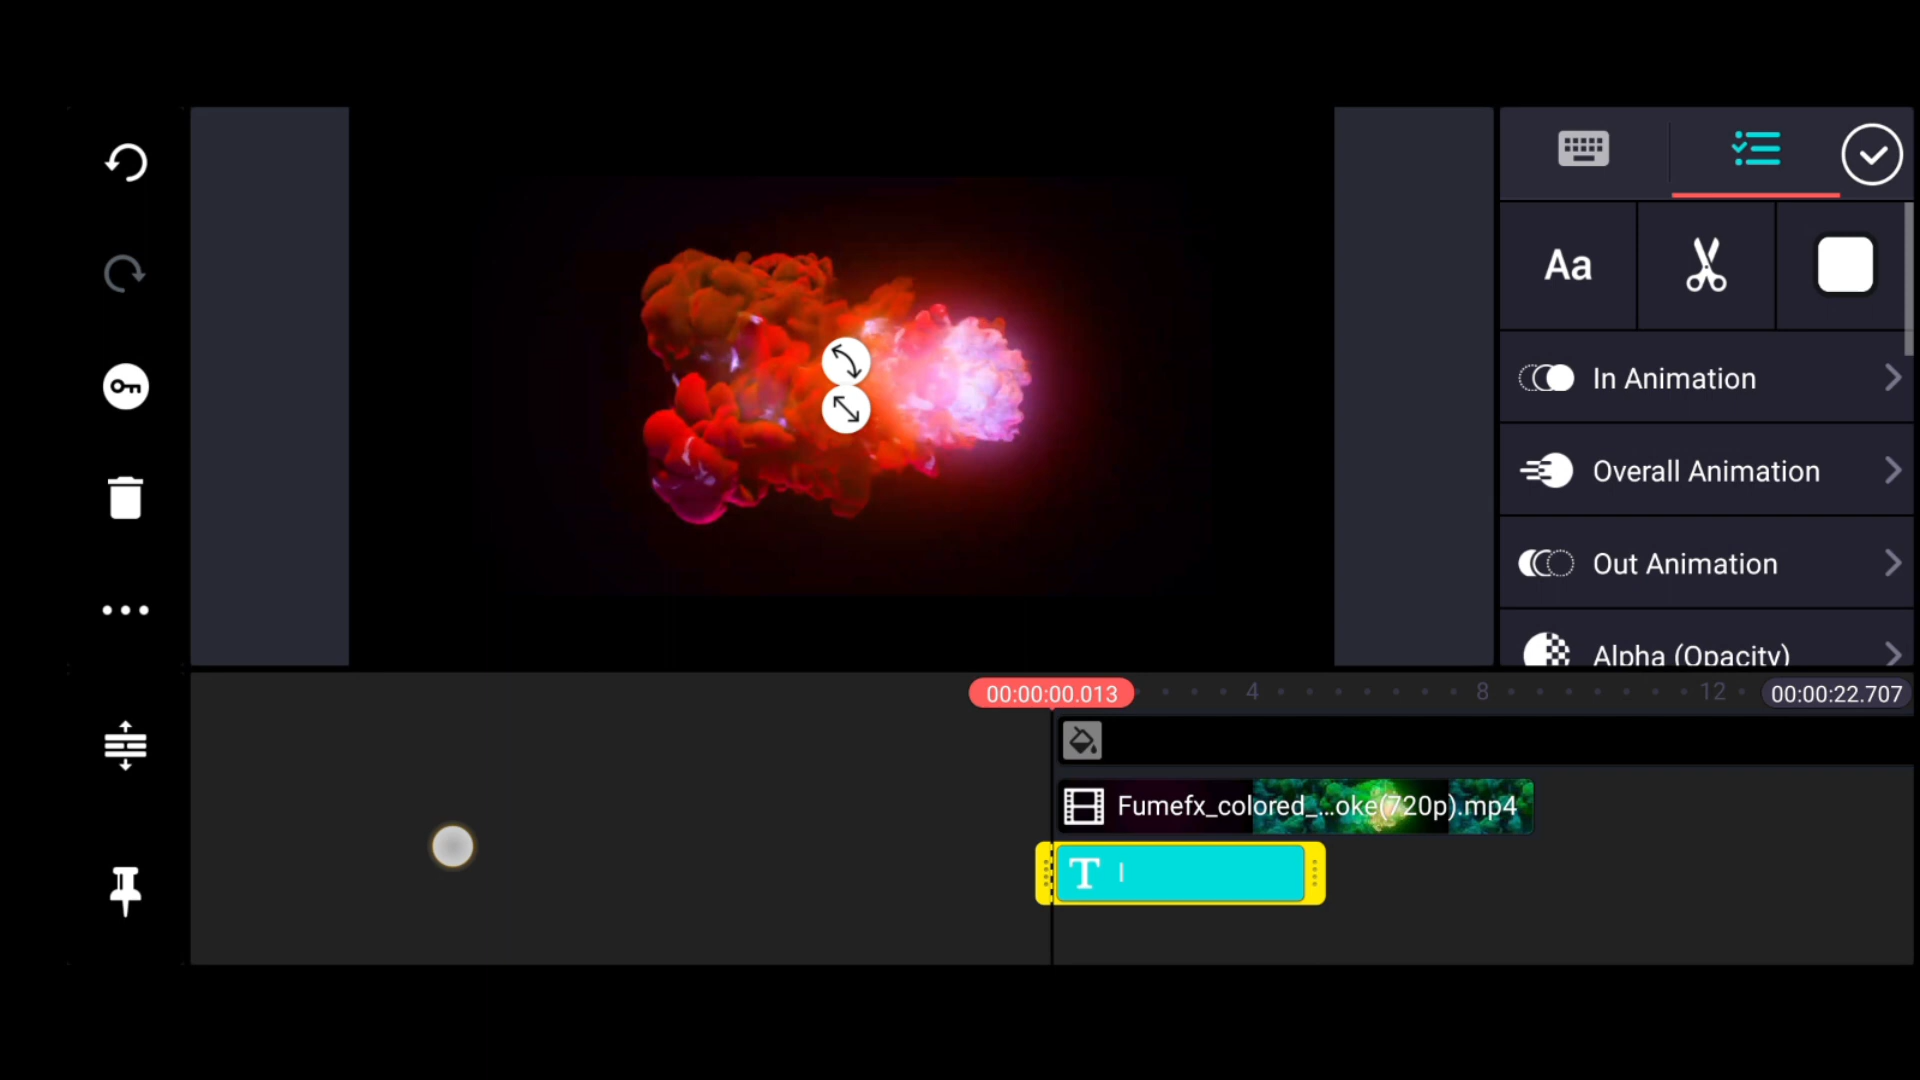 Aa
In Animation
Overall Animation
Out Animation
Alpha (Opacity)
00:00:00.013
4
8
12
00:00:22.707
Fumefx_colored_...oke(720p).mp4
T I